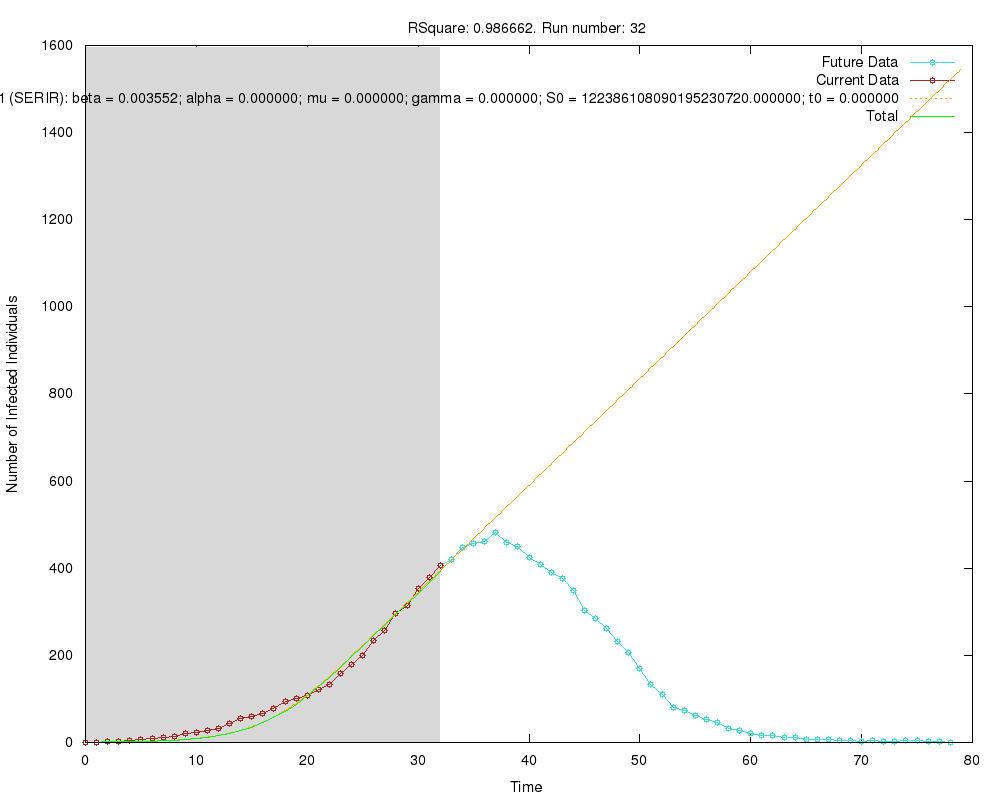 RSquare: 0.986662. Run number: 32
1600
1400
1200
1000
800
600
400
200
0
0
10
20
30
40
50
60
70
80
Number of Infected Individuals
Time
Future Data
Current Data
1 (SERIR): beta = 0.003552; alpha = 0.000000; mu = 0.000000; gamma = 0.000000; S0 = 122386108090195230720.000000; t0 = 0.000000
Total